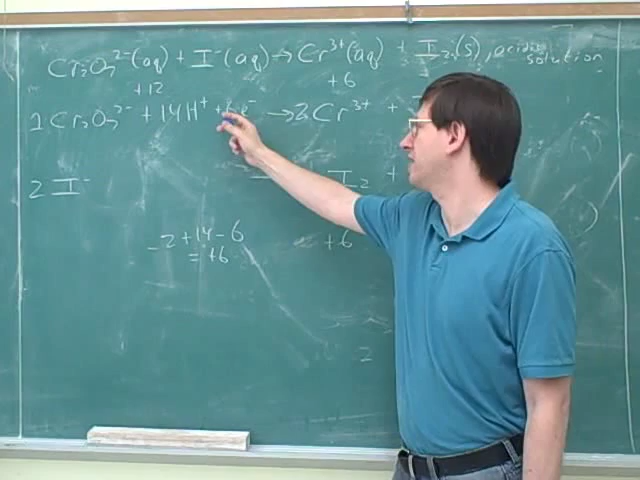 Cr₂O₇²⁻(aq) + I⁻(aq) → Cr³⁺(aq) + I₂(s), acidic solution
+12 +6
1 Cr₂O₇²⁻ + 14H⁺ + 6e⁻ → 2Cr³⁺ +
2 I⁻ → I₂ +
-2+14-6 +6
= +6
2